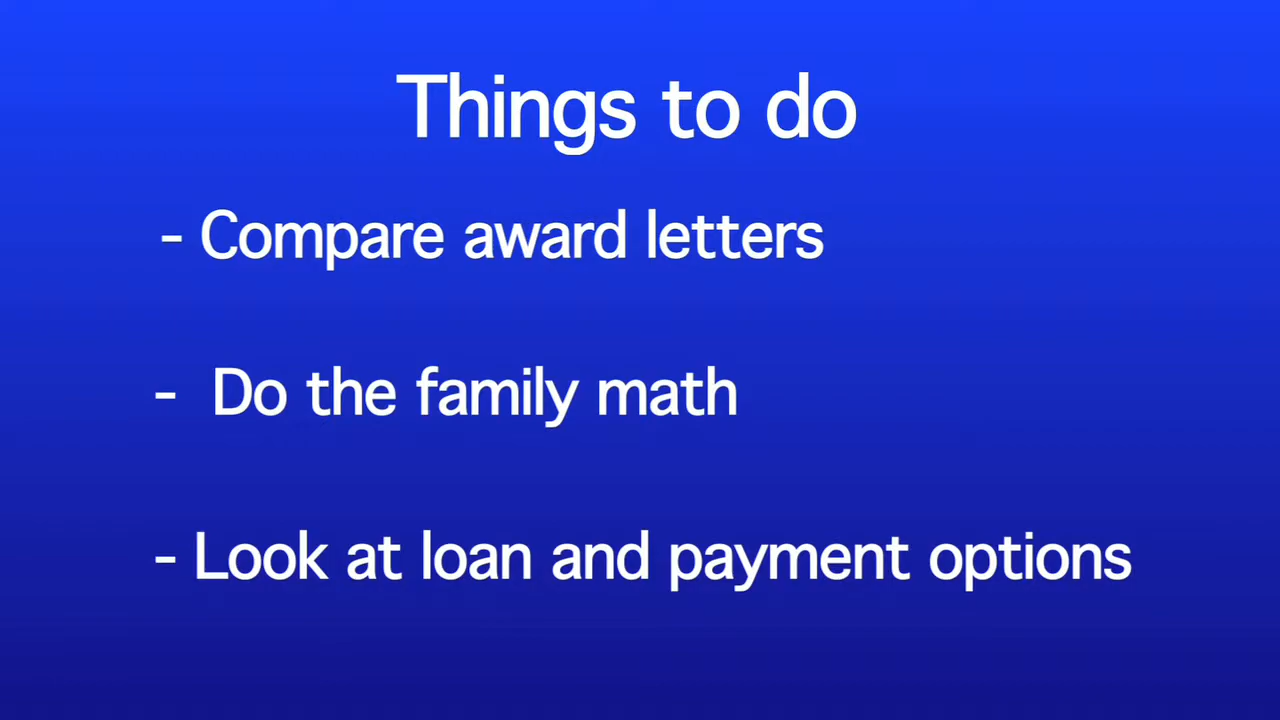 Things to do
- Compare award letters
- Do the family math
- Look at loan and payment options